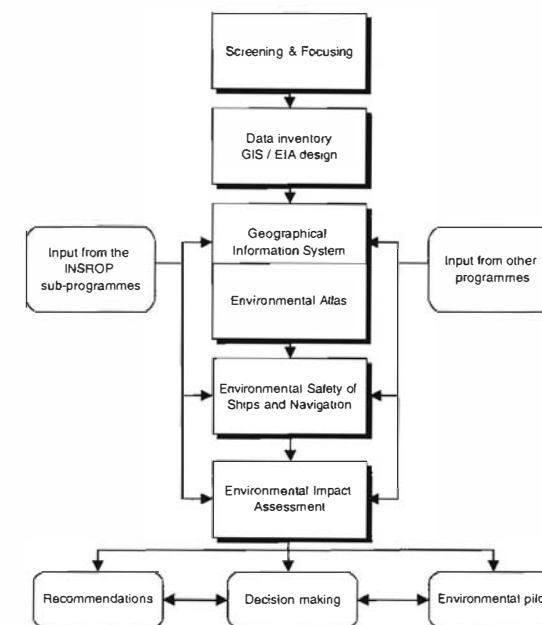 Screening & Focusing
Data inventory
GIS / EIA design
Geographical
Information System
Input from the
INSROP
sub-programmes
Input from other
programmes
Environmental Atlas
Environmental Safety of
Ships and Navigation
Environmental Impact
Assessment
Recommendations
Decision making
Environmental pilot